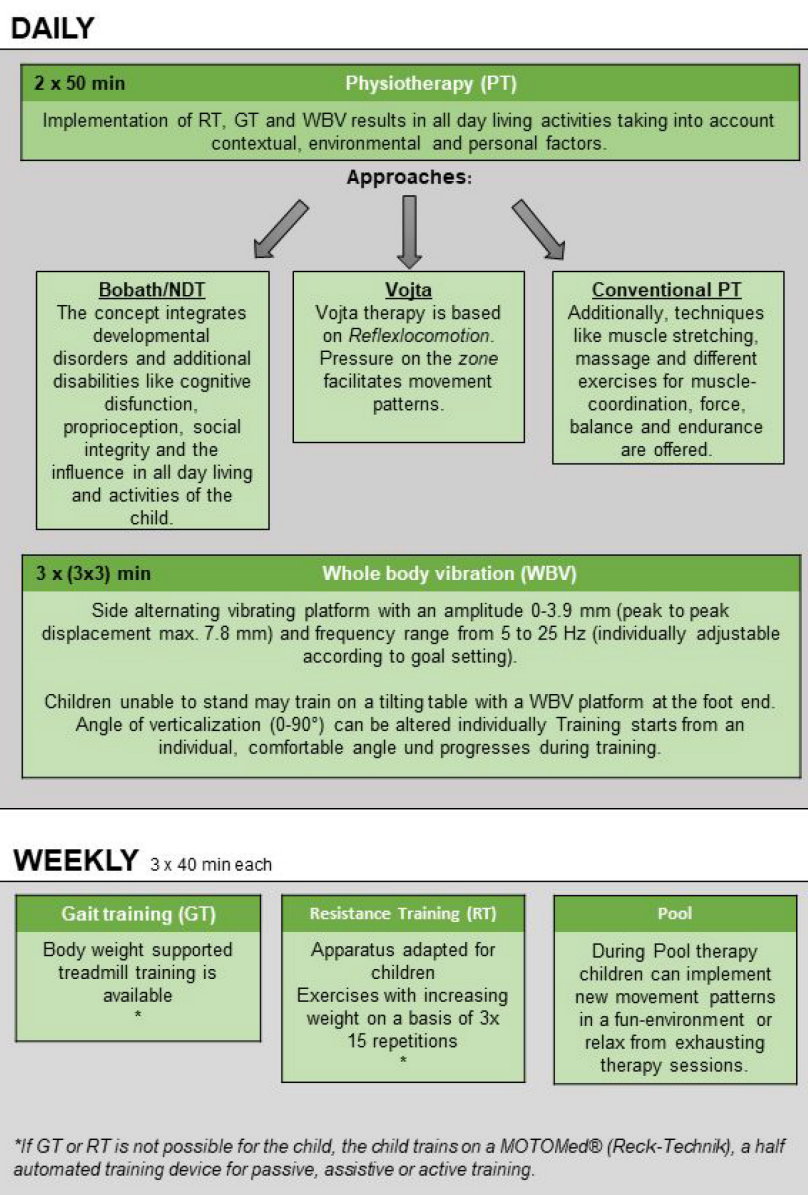 DAILY
2 x 50 min Physiotherapy (PT)
Implementation of RT, GT and WBV results in all day living activities taking into account
contextual, environmental and personal factors.
Approaches:
Bobath/NDT
The concept integrates
developmental
disorders and additional
disabilities like cognitive
disfunction,
proprioception, social
integrity and the
influence in all day living
and activities of the
child.
Vojta
Vojta therapy is based
on Reflexlocomotion.
Pressure on the zone
facilitates movement
patterns.
Conventional PT
Additionally, techniques
like muscle stretching,
massage and different
exercises for muscle-
coordination, force,
balance and endurance
are offered.
3 x (3x3) min Whole body vibration (WBV)
Side alternating vibrating platform with an amplitude 0-3.9 mm (peak to peak
displacement max. 7.8 mm) and frequency range from 5 to 25 Hz (individually adjustable
according to goal setting).
Children unable to stand may train on a tilting table with a WBV platform at the foot end.
Angle of verticalization (0-90°) can be altered individually Training starts from an
individual, comfortable angle und progresses during training.
WEEKLY 3 x 40 min each
Gait training (GT)
Body weight supported
treadmill training is
available
*
Resistance Training (RT)
Apparatus adapted for
children
Exercises with increasing
weight on a basis of 3x
15 repetitions
*
Pool
During Pool therapy
children can implement
new movement patterns
in a fun-environment or
relax from exhausting
therapy sessions.
*If GT or RT is not possible for the child, the child trains on a MOTOMed® (Reck-Technik), a half
automated training device for passive, assistive or active training.